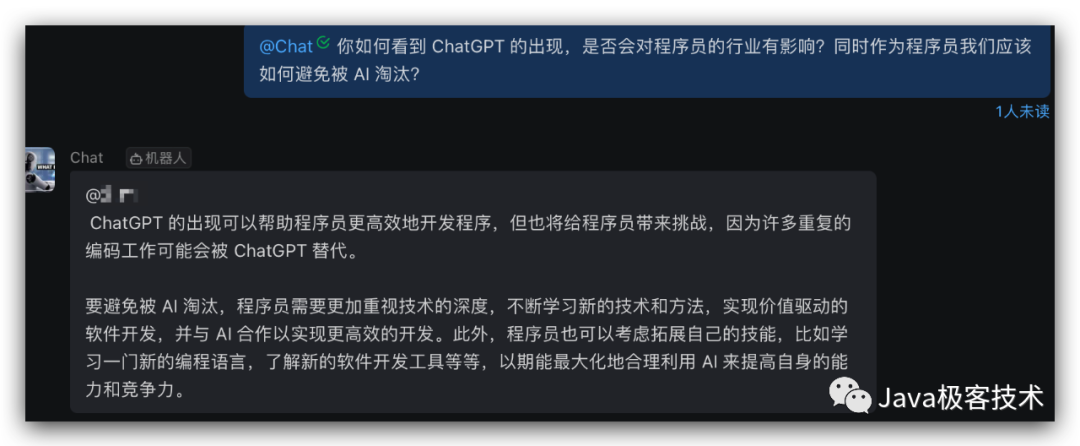 @Chat 你如何看到 ChatGPT 的出现，是否会对程序员的行业有影响？同时作为程序员我们应该
如何避免被 AI 淘汰？
1人未读
Chat 机器人
@
ChatGPT 的出现可以帮助程序员更高效地开发程序，但也将给程序员带来挑战，因为许多重复的
编码工作可能会被 ChatGPT 替代。
要避免被 AI 淘汰，程序员需要更加重视技术的深度，不断学习新的技术和方法，实现价值驱动的
软件开发，并与 AI 合作以实现更高效的开发。此外，程序员也可以考虑拓展自己的技能，比如学
习一门新的编程语言，了解新的软件开发工具等等，以期能最大化地合理利用 AI 来提高自身的能
力和竞争力。
Java极客技术